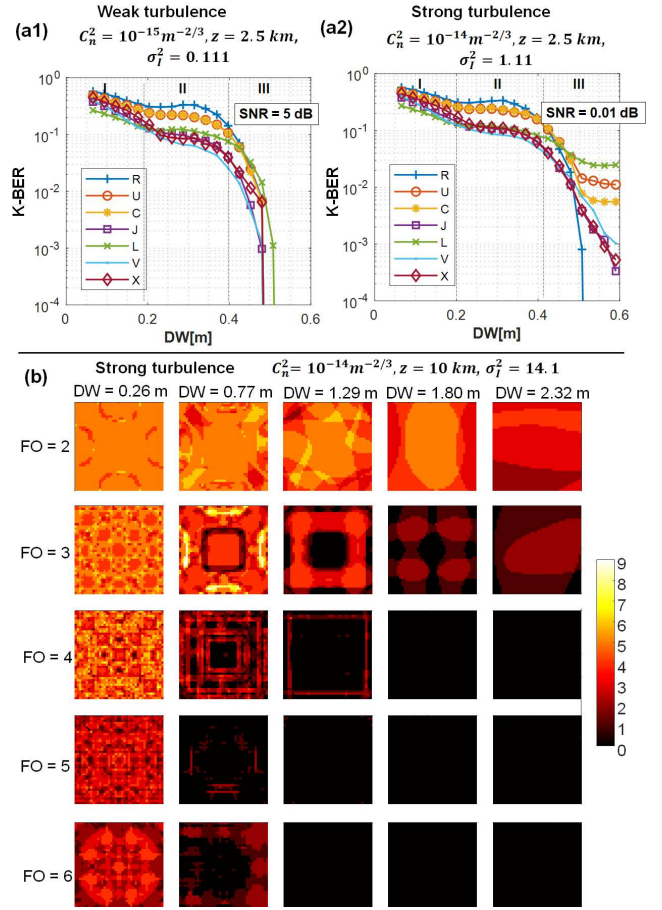 Weak turbulence
(a1)
C_n^2 = 10^{-15}m^{-2/3}, z = 2.5 km,
σ_I^2 = 0.111
I II III
SNR = 5 dB
10^0
10^{-1}
10^{-2}
10^{-3}
10^{-4}
K-BER
R
U
C
J
L
V
X
0 0.2 0.4 0.6
DW[m]
Strong turbulence
(a2)
C_n^2 = 10^{-14}m^{-2/3}, z = 2.5 km,
σ_I^2 = 1.11
I II III
SNR = 0.01 dB
10^0
10^{-1}
10^{-2}
10^{-3}
10^{-4}
K-BER
R
U
C
J
L
V
X
0 0.1 0.2 0.3 0.4 0.5 0.6
DW[m]
(b) Strong turbulence C_n^2 = 10^{-14}m^{-2/3}, z = 10 km, σ_I^2 = 14.1
DW = 0.26 m DW = 0.77 m DW = 1.29 m DW = 1.80 m DW = 2.32 m
FO = 2
FO = 3
FO = 4
FO = 5
FO = 6
9
8
7
6
5
4
3
2
1
0